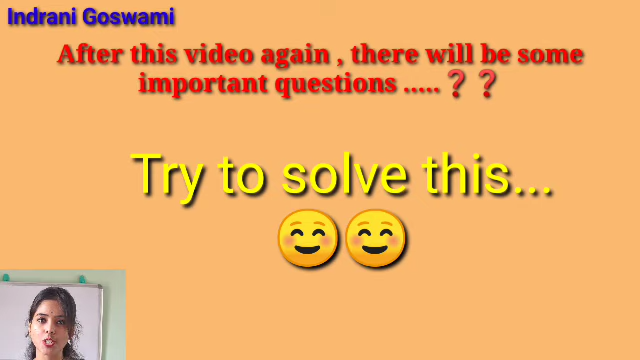 Indrani Goswami
After this video again , there will be some
important questions .....❓❓
Try to solve this...